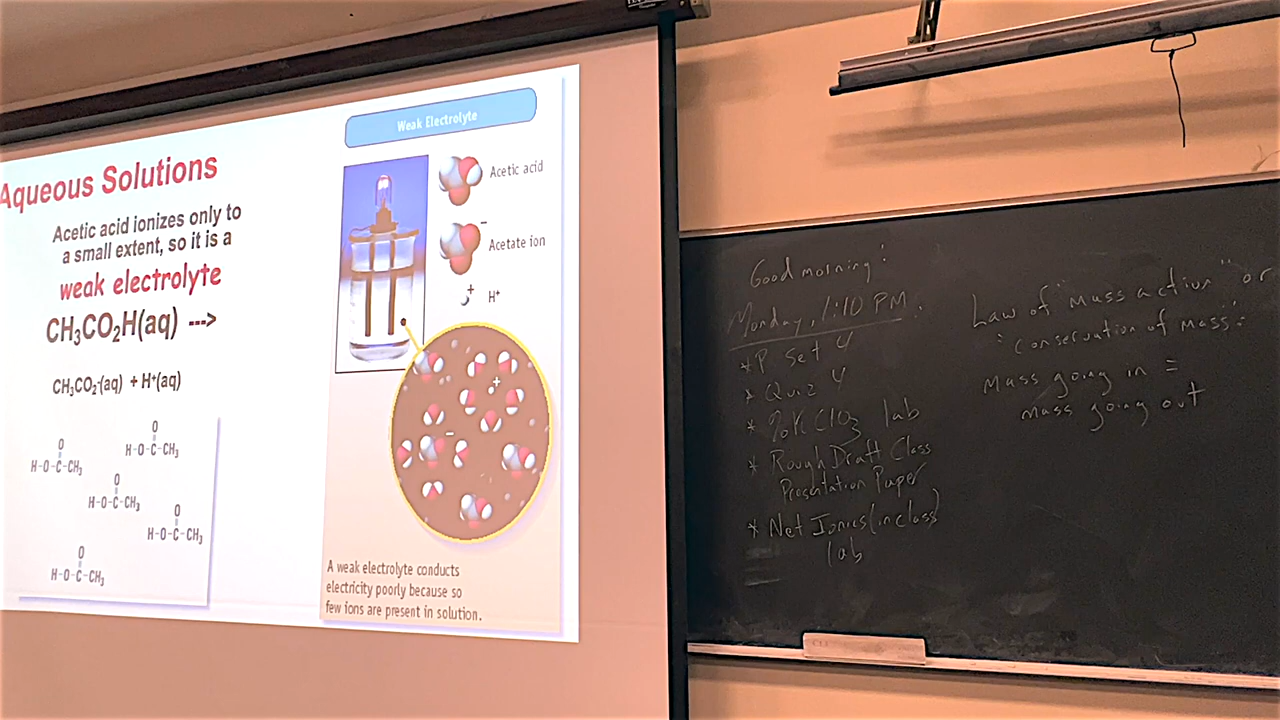 Aqueous Solutions
Acetic acid ionizes only to
a small extent, so it is a
weak electrolyte
CH₃CO₂H(aq) --->
CH₃CO₂⁻(aq) + H⁺(aq)
O
H-O-C-CH₃
O
H-O-C-CH₃
O
H-O-C-CH₃
O
H-O-C-CH₃
O
H-O-C-CH₃
Weak Electrolyte
Acetic acid
−
Acetate ion
+
H⁺
+
−
A weak electrolyte conducts
electricity poorly because so
few ions are present in solution.
Good morning!
Monday, 1:10 PM:
* P Set 4
* Quiz 4
* %KClO₃ lab
* Rough Draft Class
Presentation Paper
* Net Ionics (in class)
lab
Law of "mass action" or
"conservation of mass":
Mass going in =
mass going out